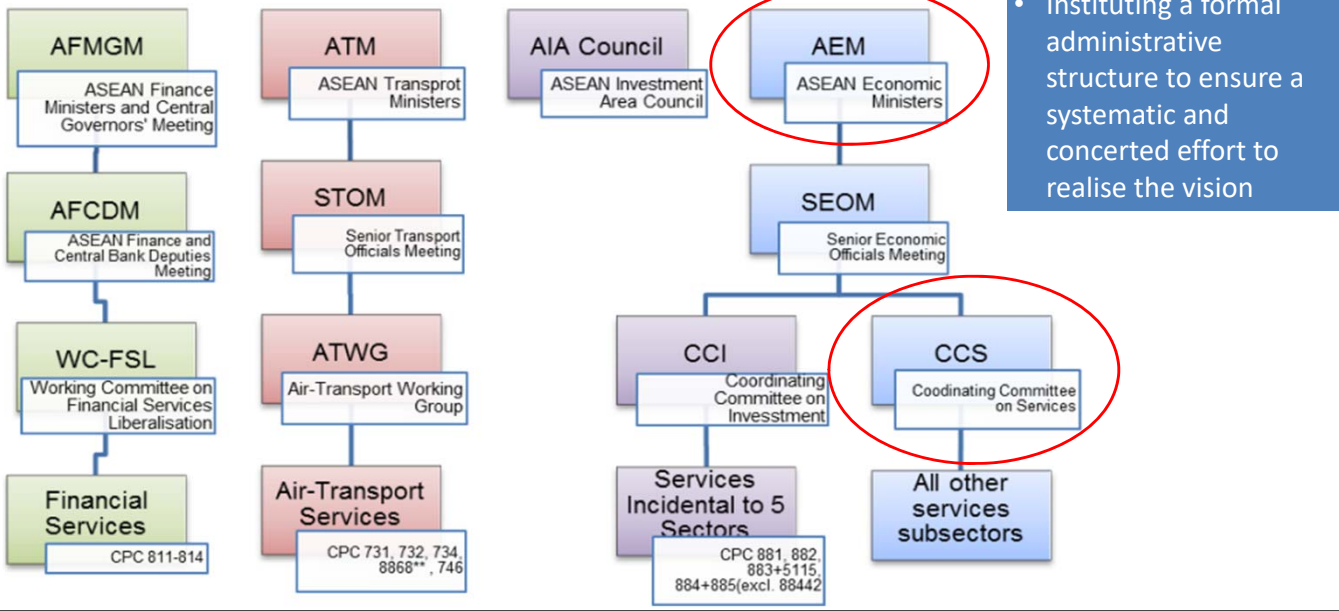 AFMGM
ASEAN Finance
Ministers and Central
Governors' Meeting
AFCDM
ASEAN Finance and
Central Bank Deputies
Meeting
WC-FSL
Working Committee on
Financial Services
Liberalisation
Financial
Services
CPC 811-814
ATM
ASEAN Transprot
Ministers
STOM
Senior Transport
Officials Meeting
ATWG
Air-Transport Working
Group
Air-Transport
Services
CPC 731, 732, 734,
8868** , 746
AIA Council
ASEAN Investment
Area Council
AEM
ASEAN Economic
Ministers
SEOM
Senior Economic
Officials Meeting
CCI
Coordinating
Committee on
Invesstment
Services
Incidental to 5
Sectors
CPC 881, 882,
883+5115,
884+885(excl. 88442
CCS
Coodinating Committee
on Services
All other
services
subsectors
• Instituting a formal
administrative
structure to ensure a
systematic and
concerted effort to
realise the vision